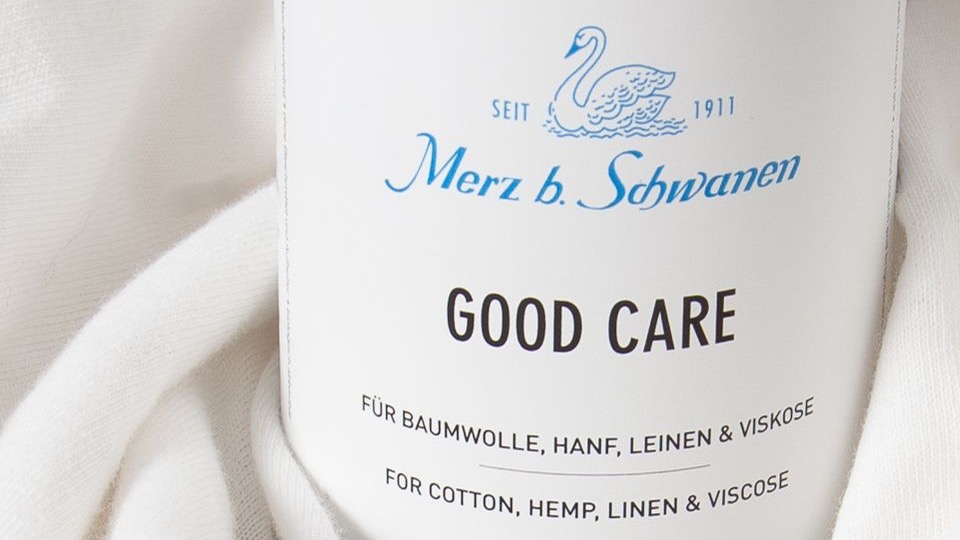 SEIT 1911
Merz b. Schwanen
GOOD CARE
FÜR BAUMWOLLE, HANF, LEINEN & VISKOSE
FOR COTTON, HEMP, LINEN & VISCOSE